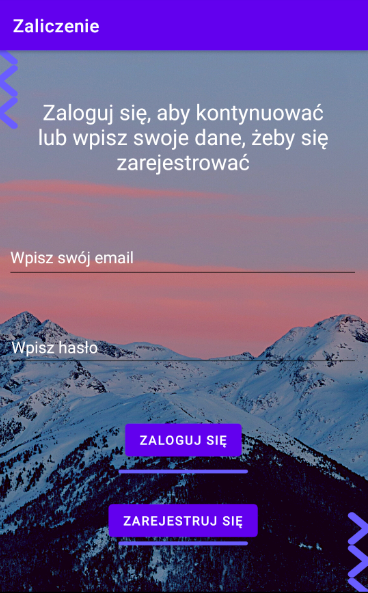 Zaliczenie
Zaloguj się, aby kontynuować
lub wpisz swoje dane, żeby się
zarejestrować
Wpisz swój email
Wpisz hasło
ZALOGUJ SIĘ
ZAREJESTRUJ SIĘ